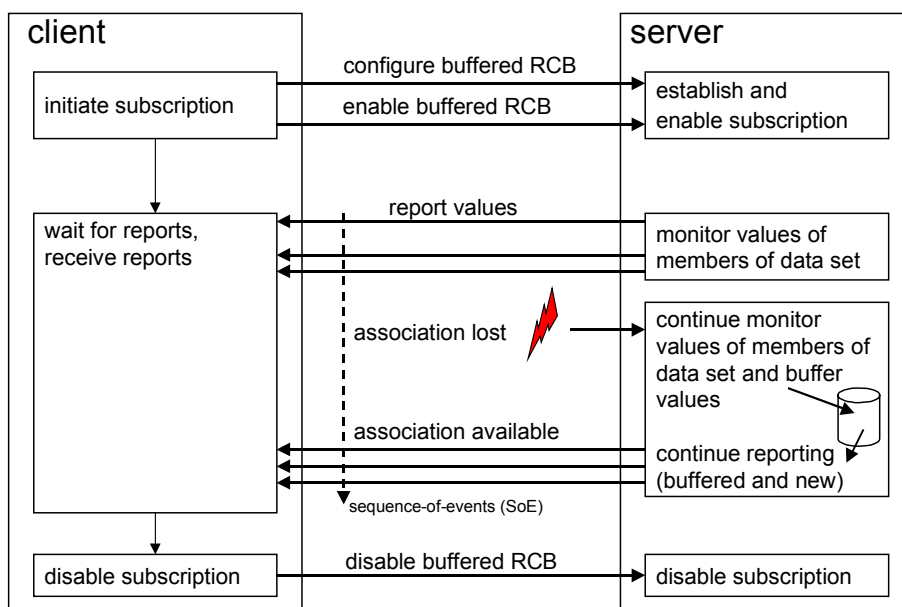 client
server
configure buffered RCB
initiate subscription
enable buffered RCB
establish and
enable subscription
report values
wait for reports,
receive reports
monitor values of
members of data set
association lost
continue monitor
values of members of
data set and buffer
values
association available
continue reporting
(buffered and new)
sequence-of-events (SoE)
disable buffered RCB
disable subscription
disable subscription